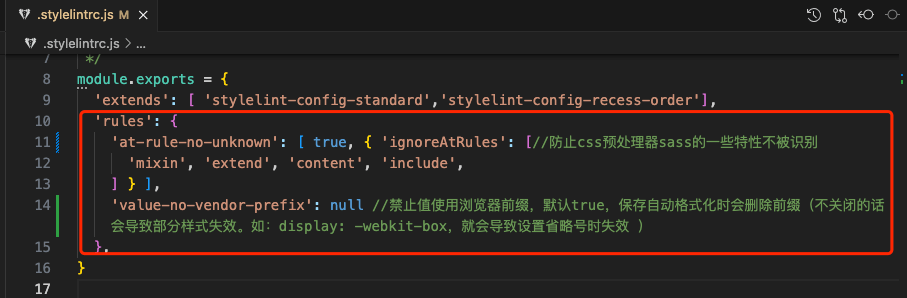 .stylelintrc.js M ×
.stylelintrc.js > ...
7 */
8 module.exports = {
9 'extends': [ 'stylelint-config-standard','stylelint-config-recess-order'],
10 'rules': {
11 'at-rule-no-unknown': [ true, { 'ignoreAtRules': [//防止css预处理器sass的一些特性不被识别
12 'mixin', 'extend', 'content', 'include',
13 ] } ],
14 'value-no-vendor-prefix': null //禁止值使用浏览器前缀，默认true，保存自动格式化时会删除前缀（不关闭的话
会导致部分样式失效。如：display: -webkit-box，就会导致设置省略号时失效 ）
15 },
16 }
17